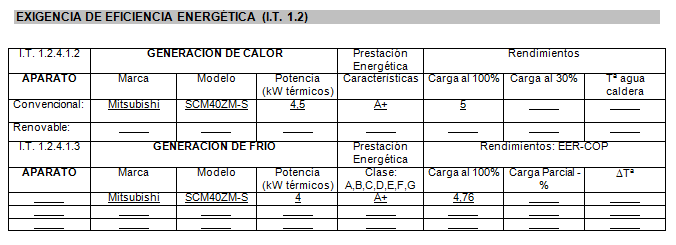 EXIGENCIA DE EFICIENCIA ENERGÉTICA (I.T. 1.2)
I.T. 1.2.4.1.2 GENERACION DE CALOR Prestación Energética Rendimientos
APARATO Marca Modelo Potencia (kW térmicos) Características Carga al 100% Carga al 30% Tª agua caldera
Convencional: Mitsubishi SCM40ZM-S 4.5 A+ 5
Renovable:
I.T. 1.2.4.1.3 GENERACION DE FRIO Prestación Energética Rendimientos: EER-COP
APARATO Marca Modelo Potencia (kW térmicos) Clase: A,B,C,D,E,F,G Carga al 100% Carga Parcial - % ΔTª
Mitsubishi SCM40ZM-S 4 A+ 4.76